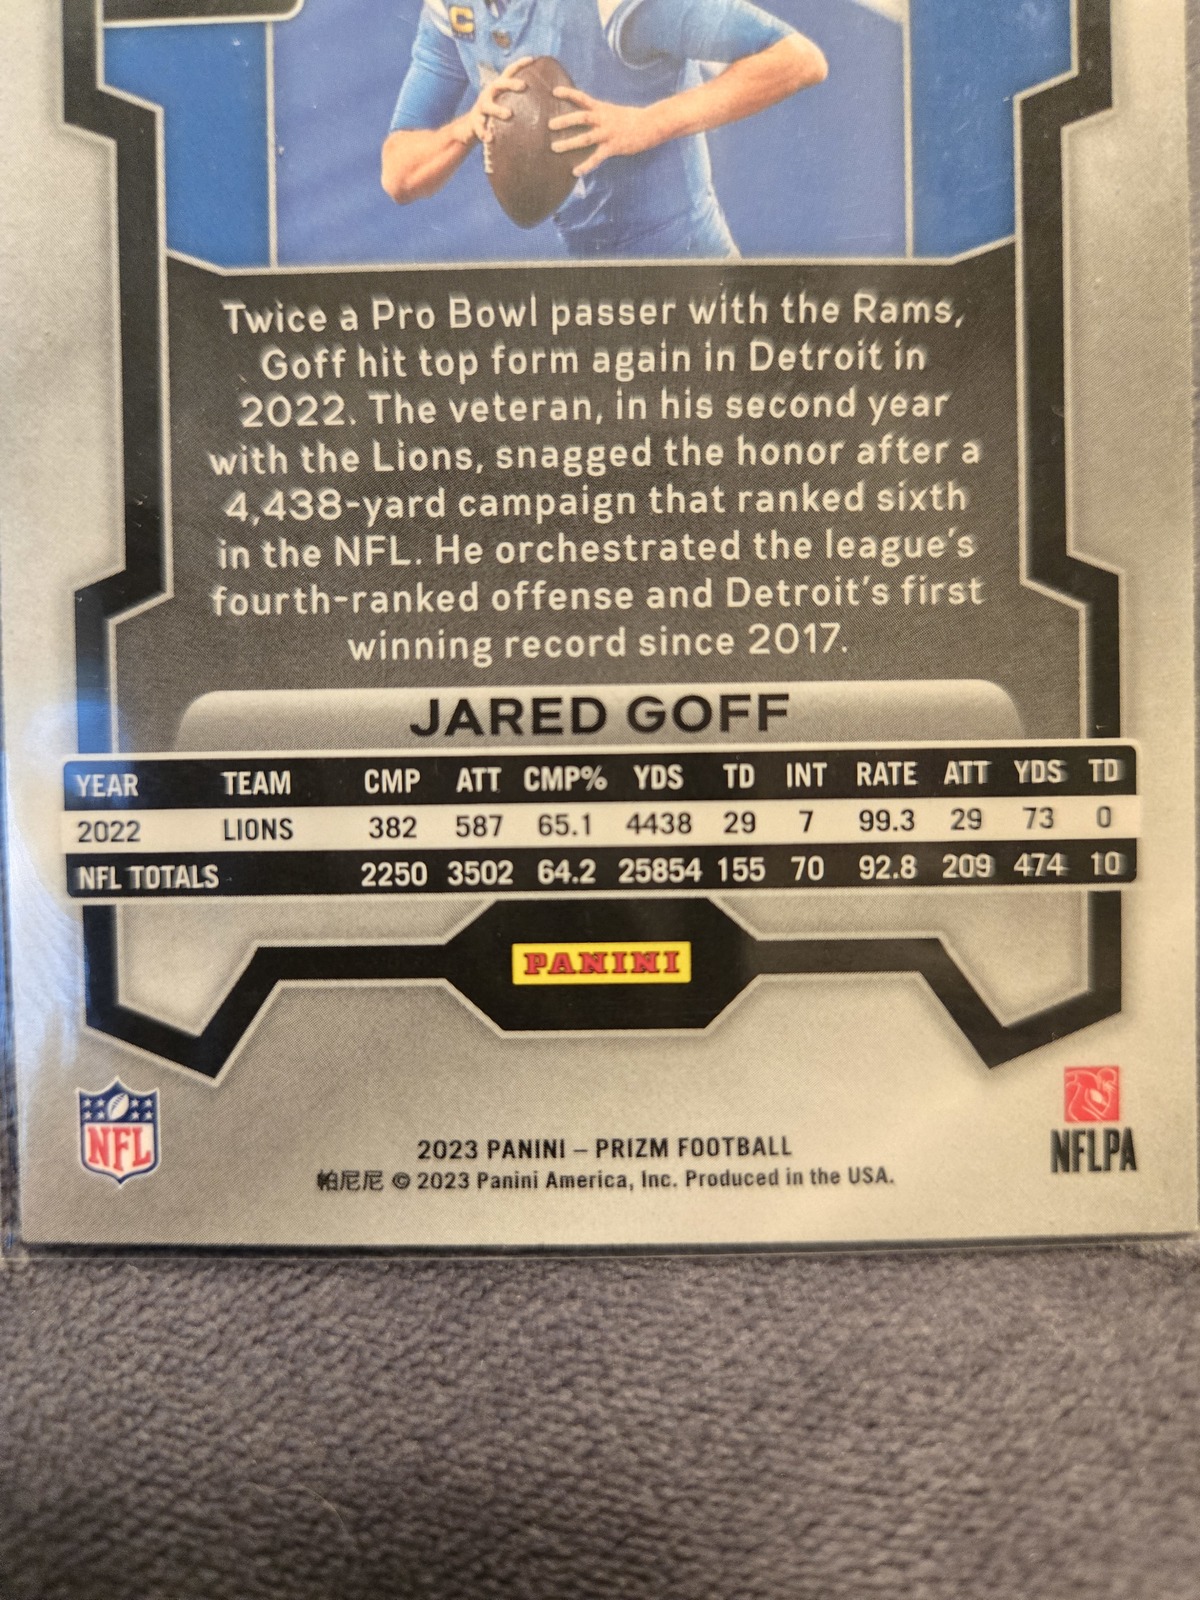 C
Twice a Pro Bowl passer with the Rams,
Goff hit top form again in Detroit in
2022. The veteran, in his second year
with the Lions, snagged the honor after a
4,438-yard campaign that ranked sixth
in the NFL. He orchestrated the league's
fourth-ranked offense and Detroit's first
winning record since 2017.
JARED GOFF
YEAR TEAM CMP ATT CMP% YDS TD INT RATE ATT YDS TD
2022 LIONS 382 587 65.1 4438 29 7 99.3 29 73 0
NFL TOTALS 2250 3502 64.2 25854 155 70 92.8 209 474 10
PANINI
NFL
NFLPA
2023 PANINI – PRIZM FOOTBALL
帕尼尼 © 2023 Panini America, Inc. Produced in the USA.